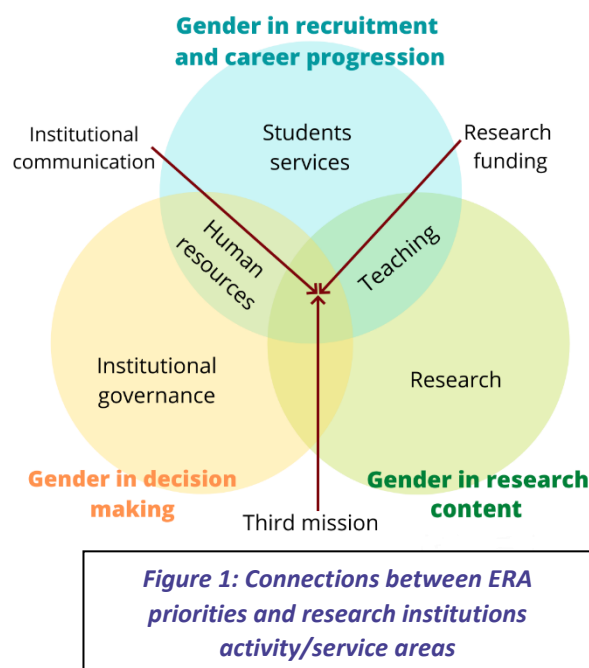 Gender in recruitment
and career progression
Institutional
communication
Students
services
Research
funding
Human
resources
Teaching
Institutional
governance
Research
Gender in decision
making
Gender in research
content
Third mission
Figure 1: Connections between ERA
priorities and research institutions
activity/service areas